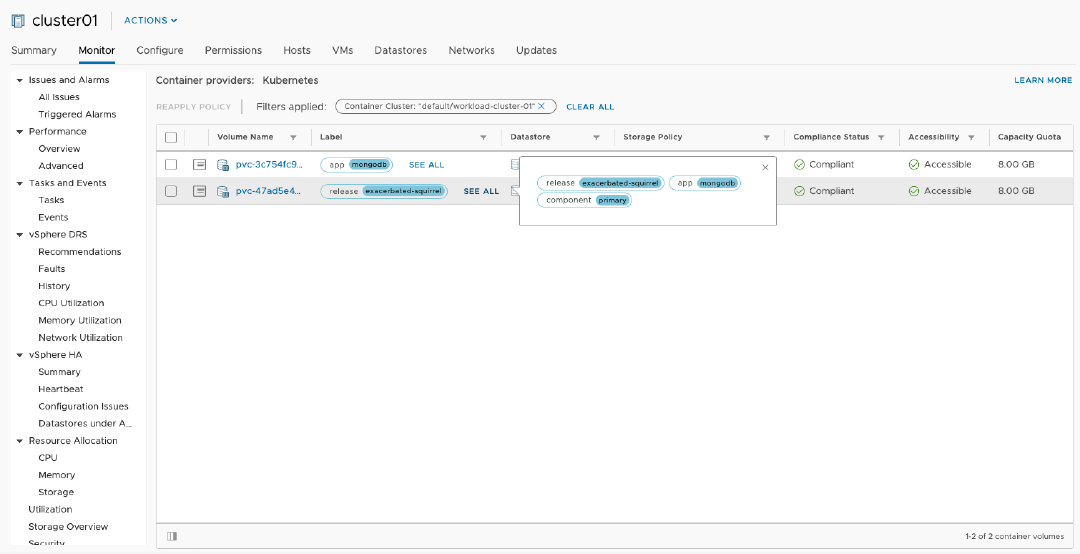 cluster01 ACTIONS
Summary Monitor Configure Permissions Hosts VMs Datastores Networks Updates
Issues and Alarms
All Issues
Triggered Alarms
Performance
Overview
Advanced
Tasks and Events
Tasks
Events
vSphere DRS
Recommendations
Faults
History
CPU Utilization
Memory Utilization
Network Utilization
vSphere HA
Summary
Heartbeat
Configuration Issues
Datastores under A...
Resource Allocation
CPU
Memory
Storage
Utilization
Storage Overview
Security
Container providers: Kubernetes LEARN MORE
REAPPLY POLICY Filters applied: Container Cluster: "default/workload-cluster-01" CLEAR ALL
Volume Name Label Datastore Storage Policy Compliance Status Accessibility Capacity Quota
pvc-3c754fc9... app mongodb SEE ALL Compliant Accessible 8.00 GB
pvc-47ad5e4... release exacerbated-squirrel SEE ALL Compliant Accessible 8.00 GB
release exacerbated-squirrel app mongodb
component primary
1-2 of 2 container volumes